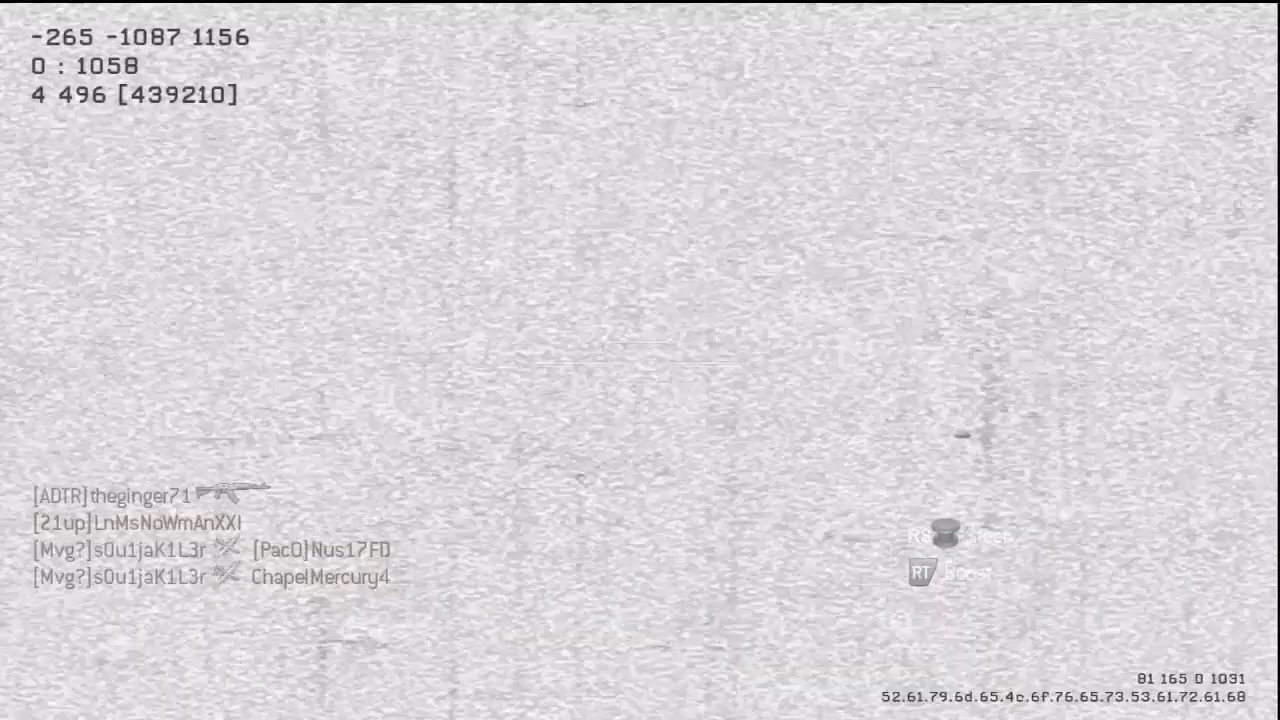 -265 -1087 1156
0 : 1058
4 496 [439210]
[ADTR]theginger71
[21up]LnMsNoWmAnXXI
[Mvg?]s0u1jaK1L3r [PacO]Nus17FD
[Mvg?]s0u1jaK1L3r ChapelMercury4
RS Steer
RT Boost
81 165 0 1031
52.61.79.6d.65.4c.6f.76.65.73.53.61.72.61.68